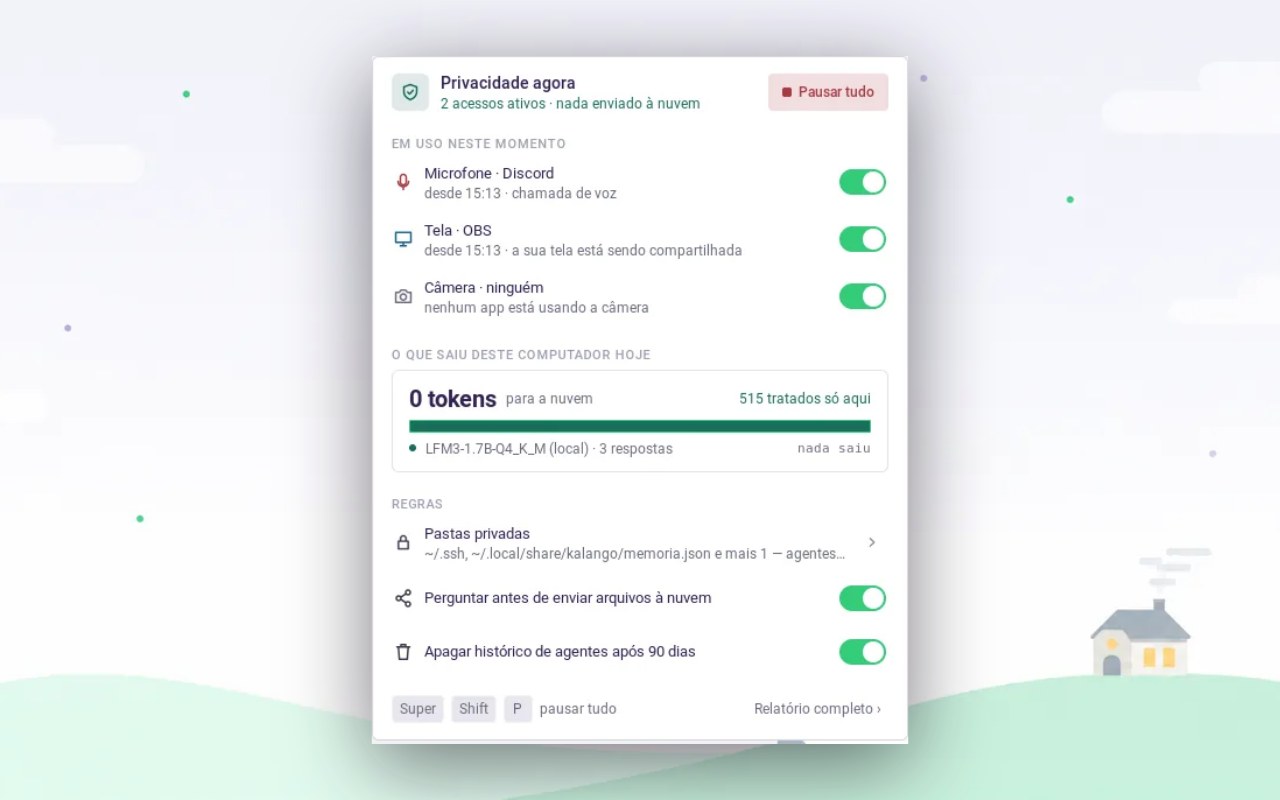 Privacidade agora
2 acessos ativos · nada enviado à nuvem
Pausar tudo
EM USO NESTE MOMENTO
Microfone · Discord
desde 15:13 · chamada de voz
Tela · OBS
desde 15:13 · a sua tela está sendo compartilhada
Câmera · ninguém
nenhum app está usando a câmera
O QUE SAIU DESTE COMPUTADOR HOJE
0 tokens para a nuvem 515 tratados só aqui
LFM3-1.7B-Q4_K_M (local) · 3 respostas nada saiu
REGRAS
Pastas privadas
~/.ssh, ~/.local/share/kalango/memoria.json e mais 1 — agentes…
Perguntar antes de enviar arquivos à nuvem
Apagar histórico de agentes após 90 dias
Super Shift P pausar tudo Relatório completo ›